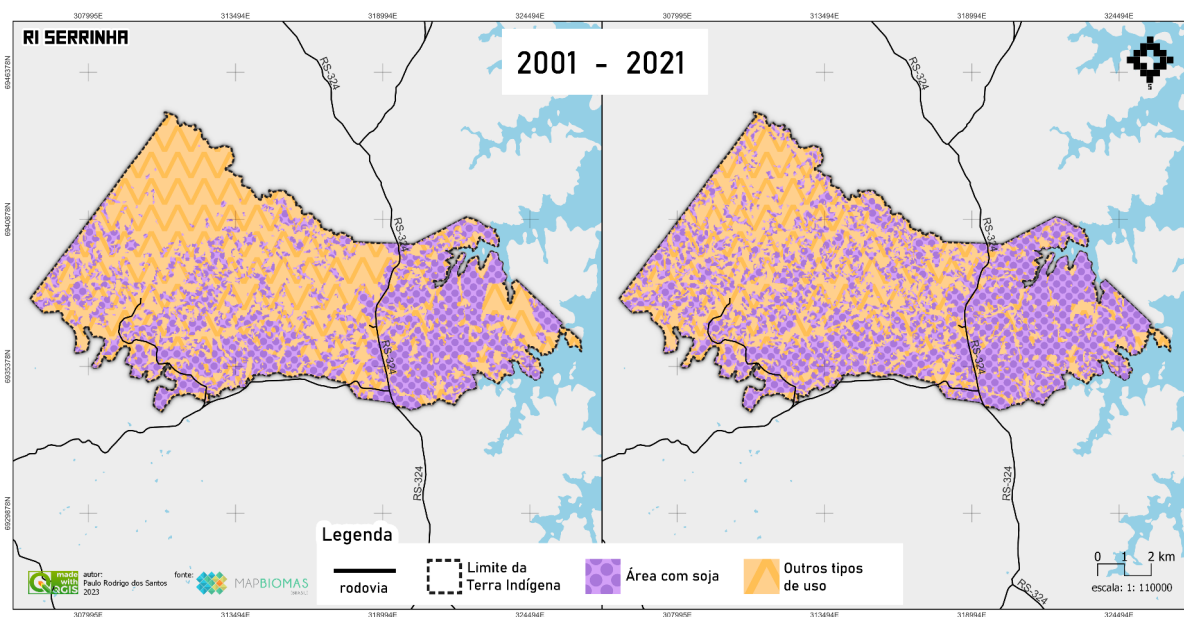 307995E
313494E
318994E
324494E
307995E
313494E
318994E
324494E
RI SERRINHA
2001 - 2021
S
6946378N
6940878N
6935378N
6929878N
RS-324
RS-324
RS-324
RS-324
RS-324
RS-324
RS-324
RS-324
RS-324
Legenda
rodovia
Limite da
Terra Indígena
Área com soja
Outros tipos
de uso
made
with
QGIS
autor:
Paulo Rodrigo dos Santos
2023
fonte:
MAPBIOMAS
0 1 2 km
escala: 1: 110000
307995E
313494E
318994E
324494E
307995E
313494E
318994E
324494E